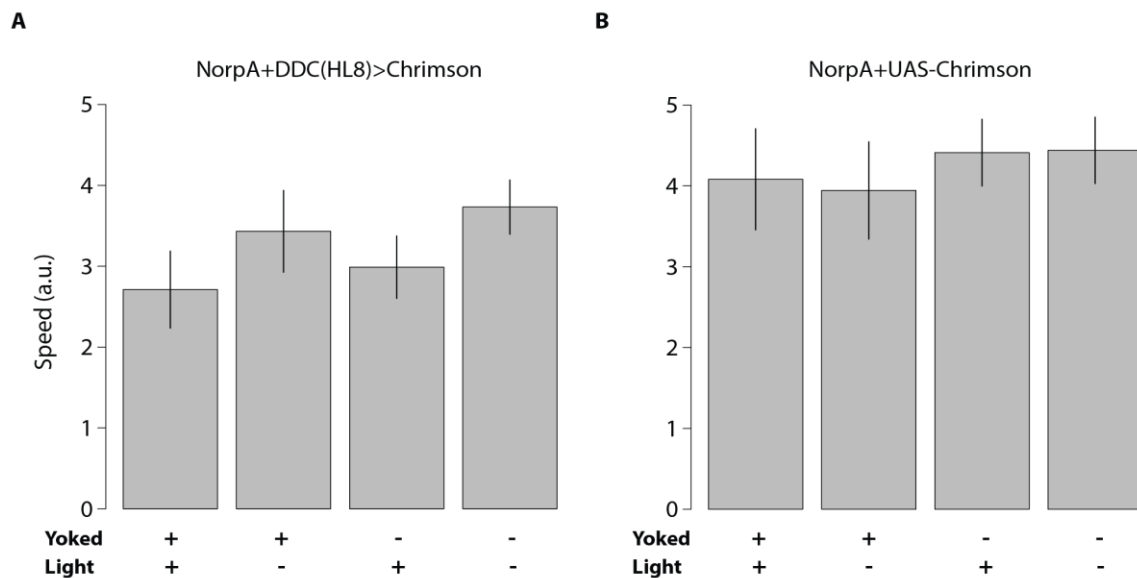 A
B
NorpA+DDC(HL8)>Chrimson
NorpA+UAS-Chrimson
Speed (a.u.)
5
4
3
2
1
0
Yoked + + - -
Light + - + -
5
4
3
2
1
0
Yoked + + - -
Light + - + -